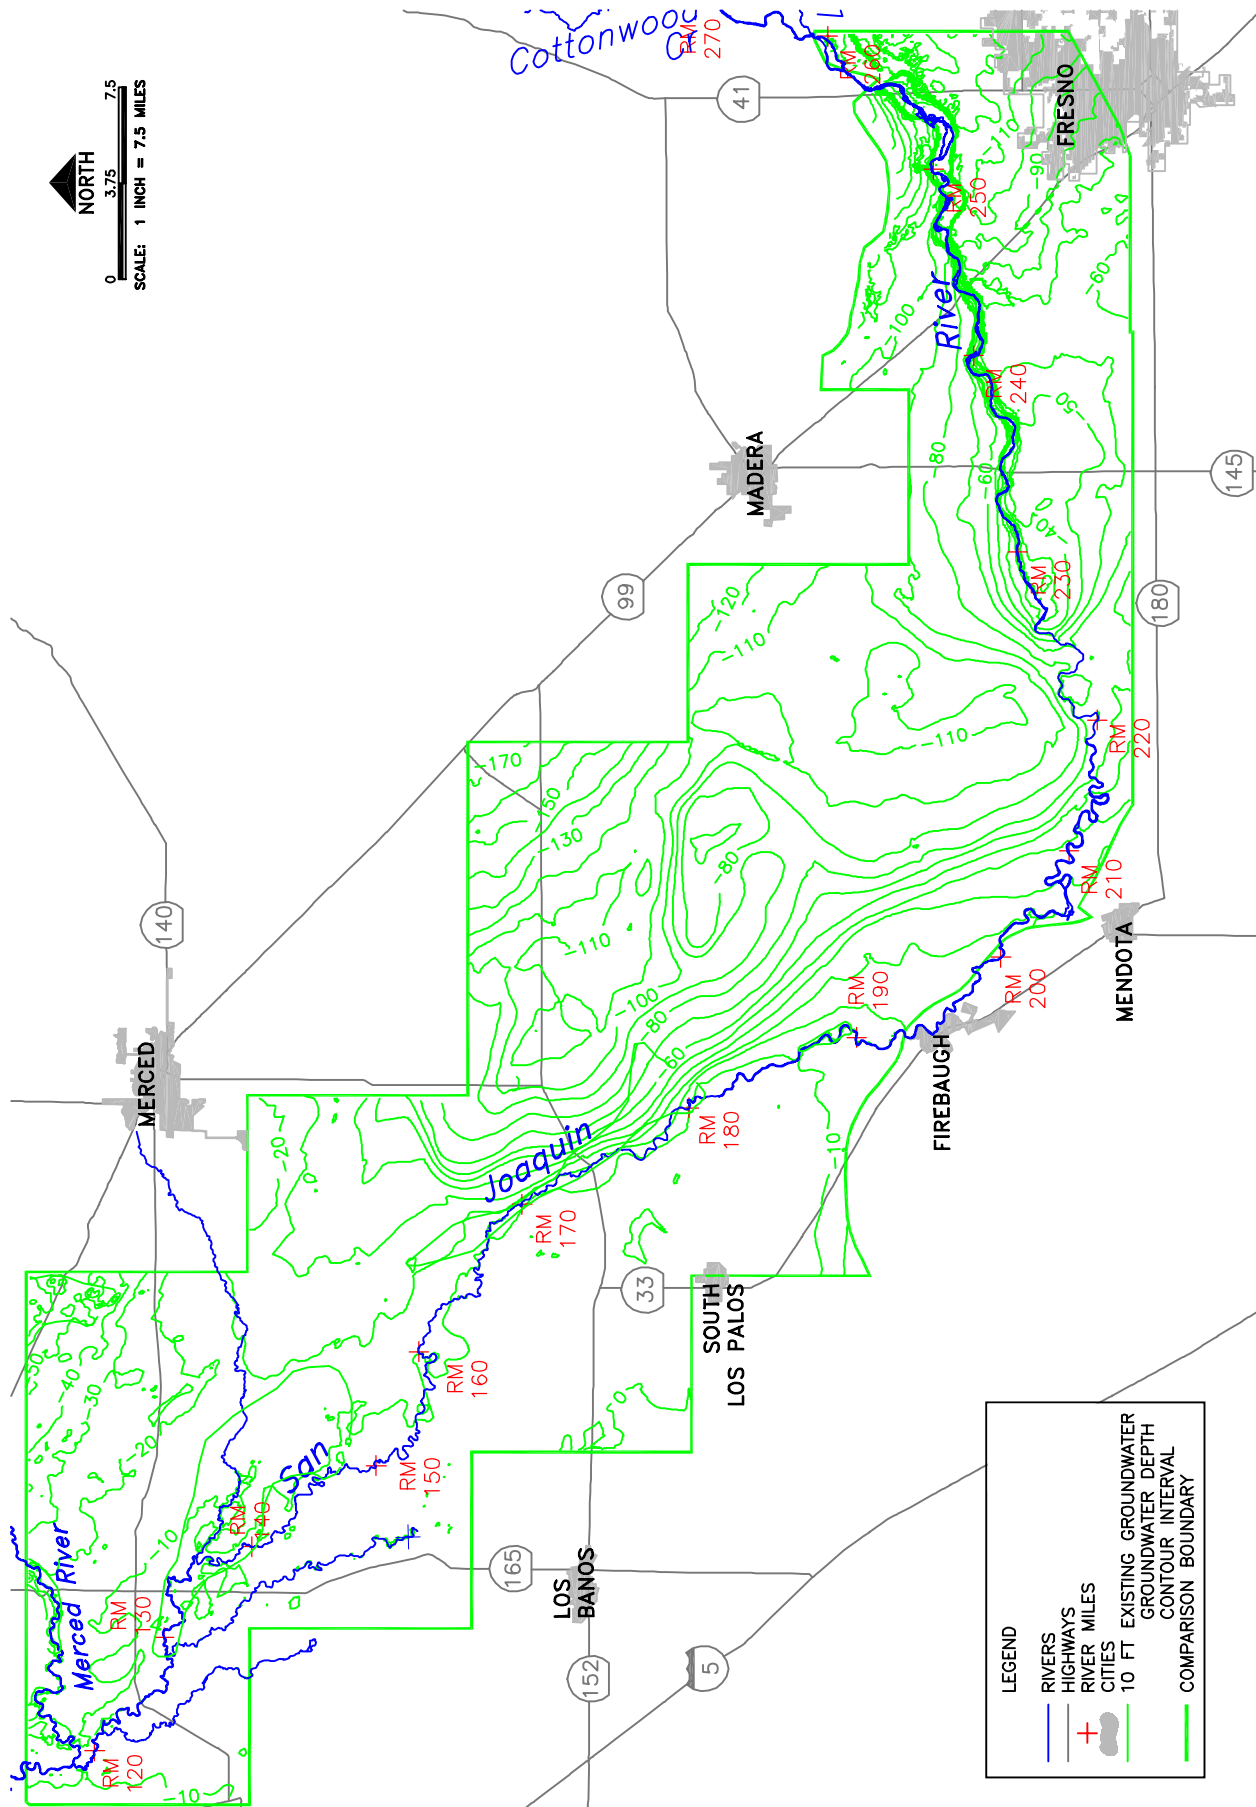 NORTH
0 3.75 7.5
SCALE: 1 INCH = 7.5 MILES
Cottonwood
RM
270
RM
260
41
FRESNO
-110
-90
RM
250
-60
River
-100
RM
240
-50
-80
-60
MADERA
145
-40
RM
230
180
99
-120
-110
-110
RM
220
-170
-150
-130
-80
RM
210
140
-110
MENDOTA
RM
200
RM
190
-100
-80
-60
FIREBAUGH
MERCED
RM
180
-20
-10
Joaquin
RM
170
33
SOUTH
LOS PALOS
RM
160
-40
-30
-20
San
RM
150
RM
140
-10
165
LOS
BANOS
Merced River
RM
130
152
5
RM
120
-10
LEGEND
RIVERS
HIGHWAYS
RIVER MILES
CITIES
10 FT EXISTING GROUNDWATER
GROUNDWATER DEPTH
CONTOUR INTERVAL
COMPARISON BOUNDARY